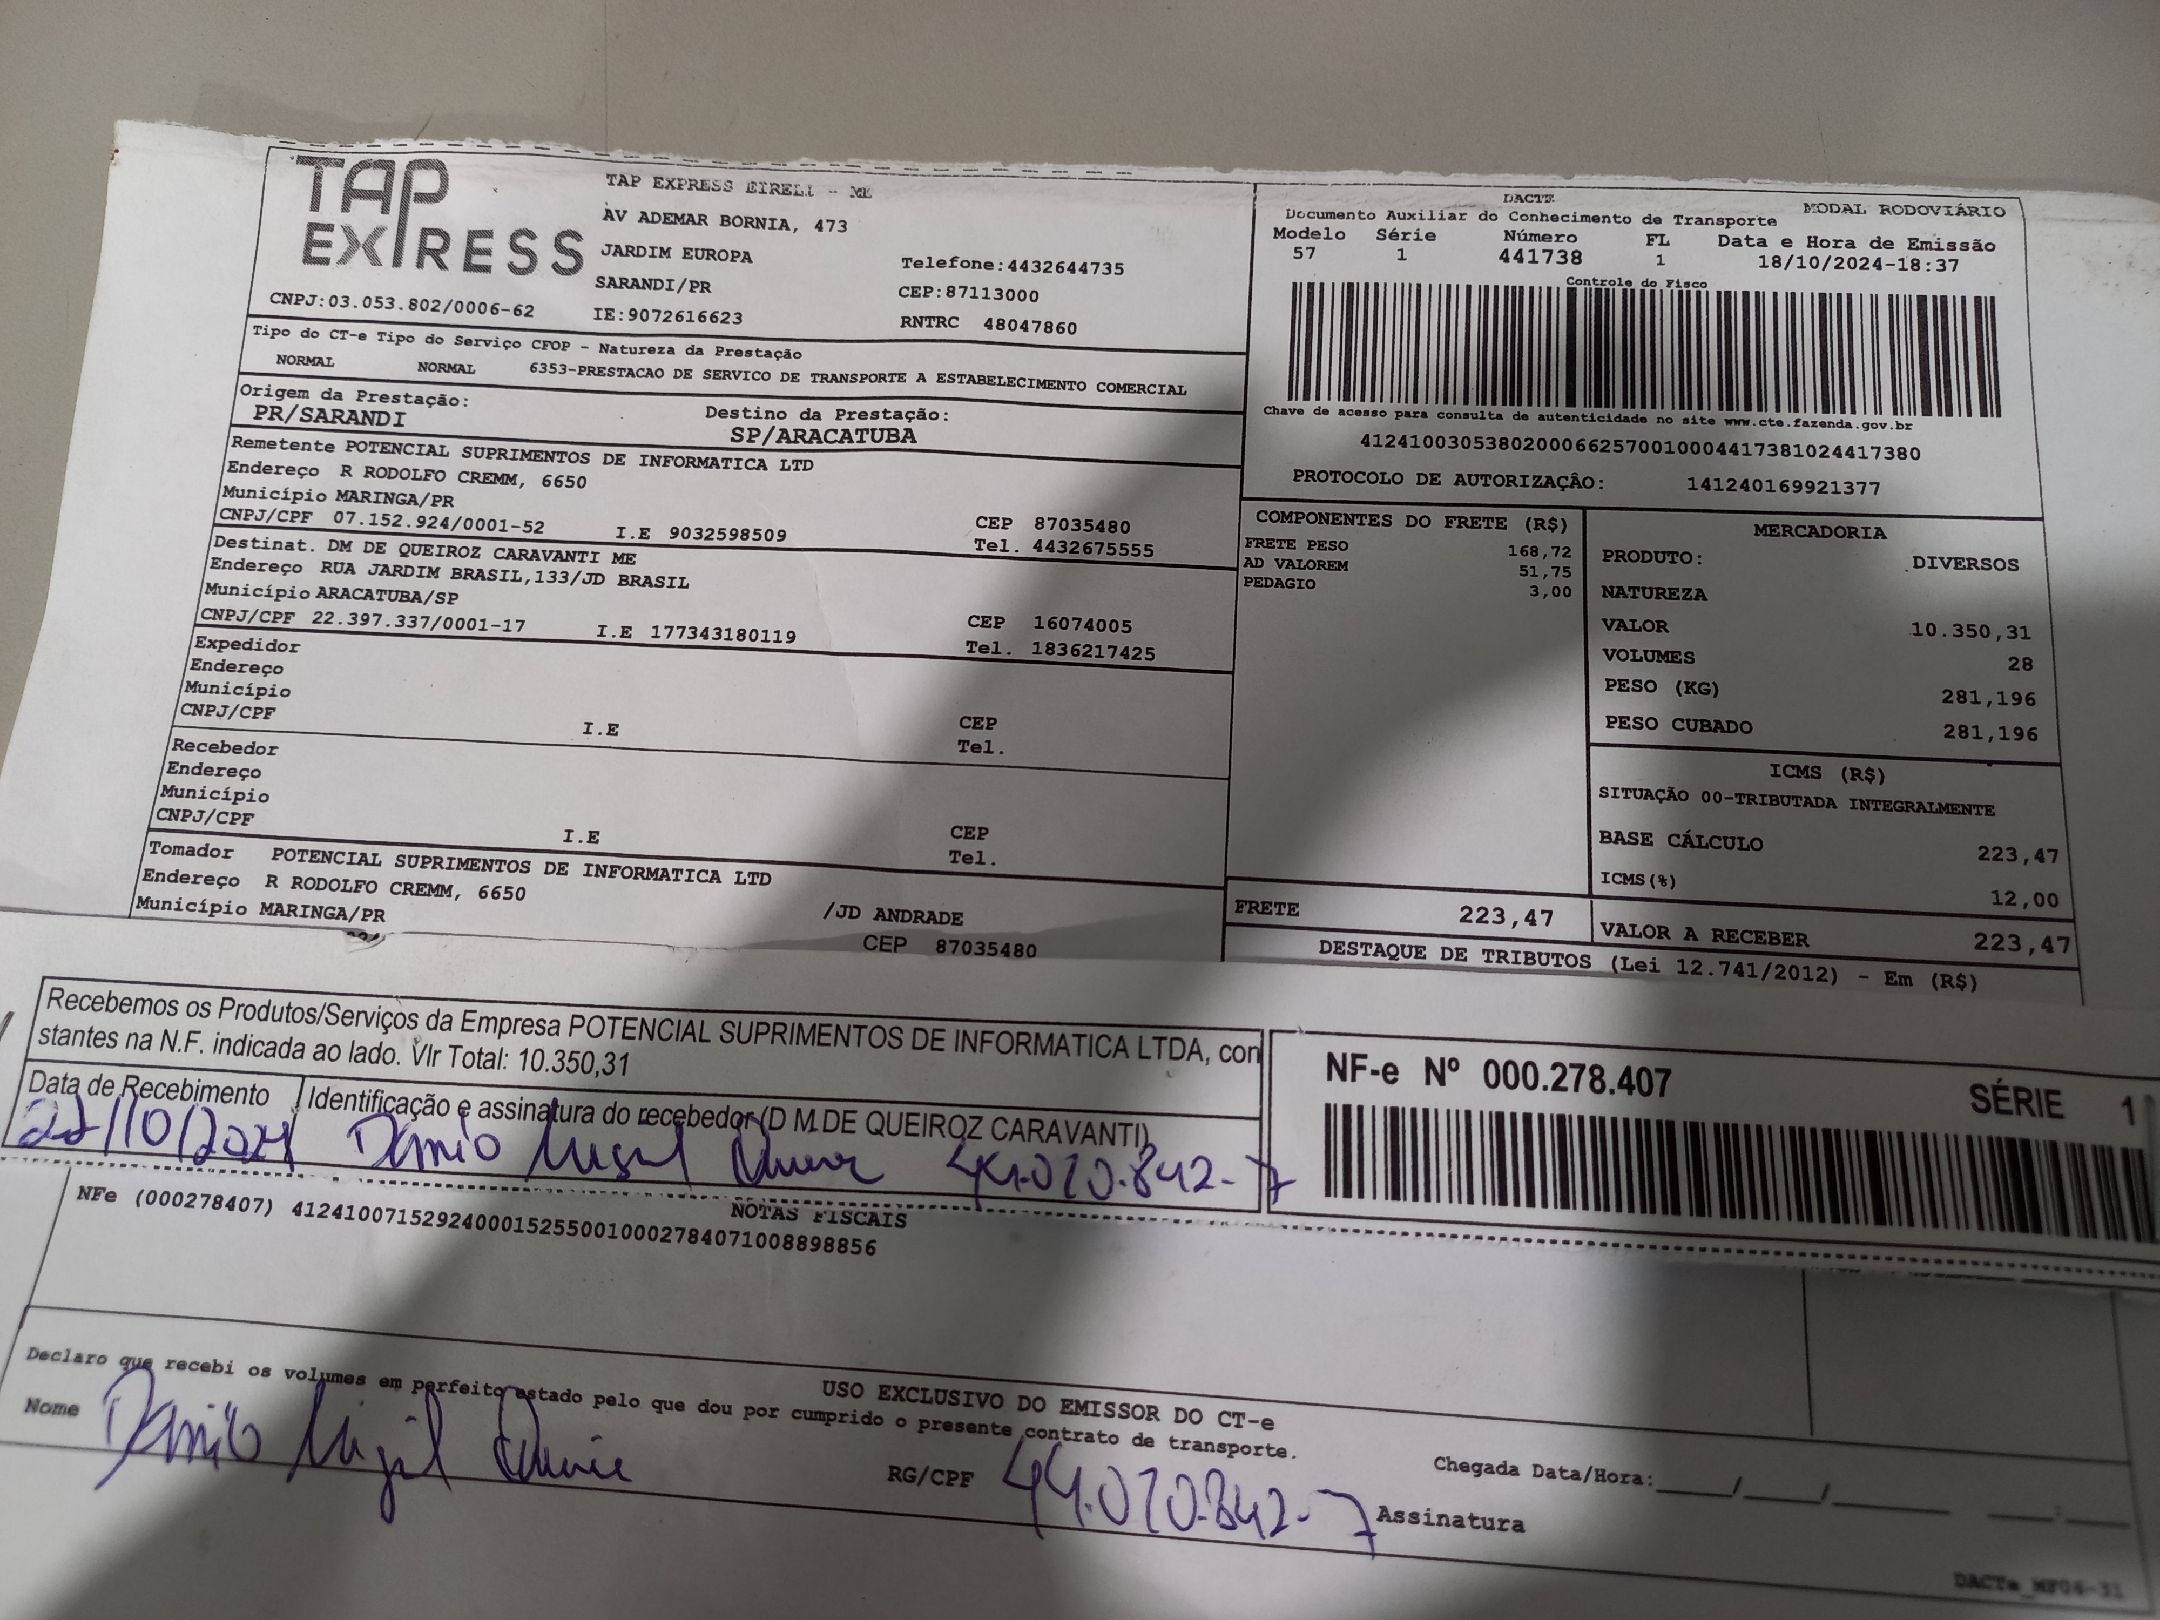 TAP EXPRESS
TAP EXPRESS EIRELI - ME
AV ADEMAR BORNIA, 473
JARDIM EUROPA
SARANDI/PR
Telefone:4432644735
CEP:87113000
CNPJ:03.053.802/0006-62
IE:9072616623
RNTRC 48047860
Tipo do CT-e Tipo do Serviço CFOP - Natureza da Prestação
NORMAL NORMAL 6353-PRESTACAO DE SERVICO DE TRANSPORTE A ESTABELECIMENTO COMERCIAL
Origem da Prestação:
PR/SARANDI
Destino da Prestação:
SP/ARACATUBA
Remetente POTENCIAL SUPRIMENTOS DE INFORMATICA LTD
Endereço R RODOLFO CREMM, 6650
Município MARINGA/PR
CEP 87035480
CNPJ/CPF 07.152.924/0001-52 I.E 9032598509 Tel. 4432675555
Destinat. DM DE QUEIROZ CARAVANTI ME
Endereço RUA JARDIM BRASIL,133/JD BRASIL
Município ARACATUBA/SP
CEP 16074005
CNPJ/CPF 22.397.337/0001-17 I.E 177343180119 Tel. 1836217425
Expedidor
Endereço
Município
CEP
CNPJ/CPF I.E Tel.
Recebedor
Endereço
Município
CEP
CNPJ/CPF I.E Tel.
Tomador POTENCIAL SUPRIMENTOS DE INFORMATICA LTD
Endereço R RODOLFO CREMM, 6650 /JD ANDRADE
Município MARINGA/PR CEP 87035480
DACTE
MODAL RODOVIÁRIO
Documento Auxiliar do Conhecimento de Transporte
Modelo Série Número FL Data e Hora de Emissão
57 1 441738 1 18/10/2024-18:37
Controle do Fisco
Chave de acesso para consulta de autenticidade no site www.cte.fazenda.gov.br
41241003053802000662570010004417381024417380
PROTOCOLO DE AUTORIZAÇÂO: 141240169921377
COMPONENTES DO FRETE (R$)
FRETE PESO 168,72
AD VALOREM 51,75
PEDAGIO 3,00
MERCADORIA
PRODUTO: DIVERSOS
NATUREZA
VALOR 10.350,31
VOLUMES 28
PESO (KG) 281,196
PESO CUBADO 281,196
ICMS (R$)
SITUAÇÃO 00-TRIBUTADA INTEGRALMENTE
BASE CÁLCULO 223,47
ICMS(%) 12,00
FRETE 223,47
VALOR A RECEBER 223,47
DESTAQUE DE TRIBUTOS (Lei 12.741/2012) - Em (R$)
Recebemos os Produtos/Serviços da Empresa POTENCIAL SUPRIMENTOS DE INFORMATICA LTDA, con
stantes na N.F. indicada ao lado. Vlr Total: 10.350,31
Data de Recebimento
Identificação e assinatura do recebedor (D M DE QUEIROZ CARAVANTI)
22/10/2024 Danilo 44.070.842-7
NF-e Nº 000.278.407
SÉRIE 1
NOTAS FISCAIS
NFe (000278407) 41241007152924000152550010002784071008898856
USO EXCLUSIVO DO EMISSOR DO CT-e
Declaro que recebi os volumes em perfeito estado pelo que dou por cumprido o presente contrato de transporte.
Nome Danilo
RG/CPF 44.070.842-7
Assinatura
Chegada Data/Hora:____/____/______ ____:____